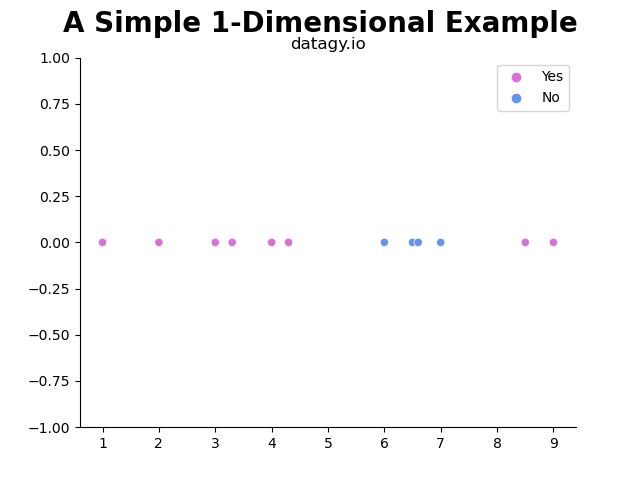 A Simple 1-Dimensional Example
datagy.io
Yes
No
1.00
0.75
0.50
0.25
0.00
−0.25
−0.50
−0.75
−1.00
1 2 3 4 5 6 7 8 9